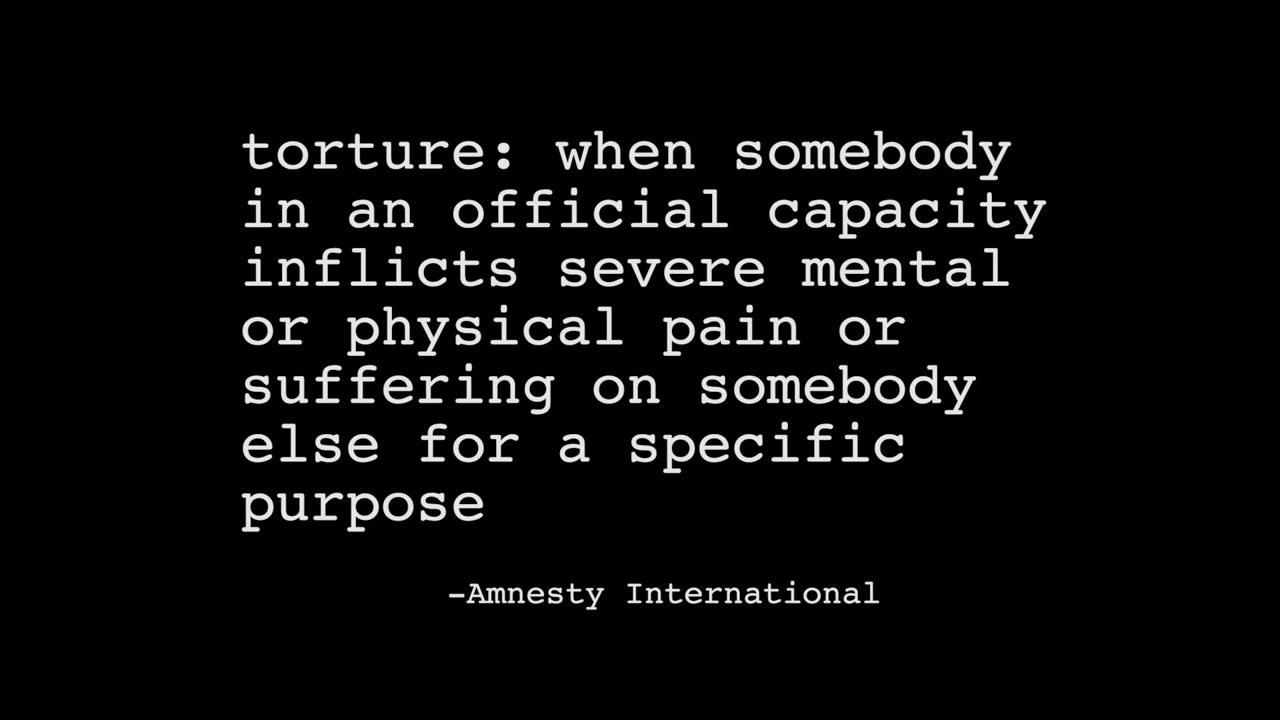 torture: when somebody
in an official capacity
inflicts severe mental
or physical pain or
suffering on somebody
else for a specific
purpose
–Amnesty International